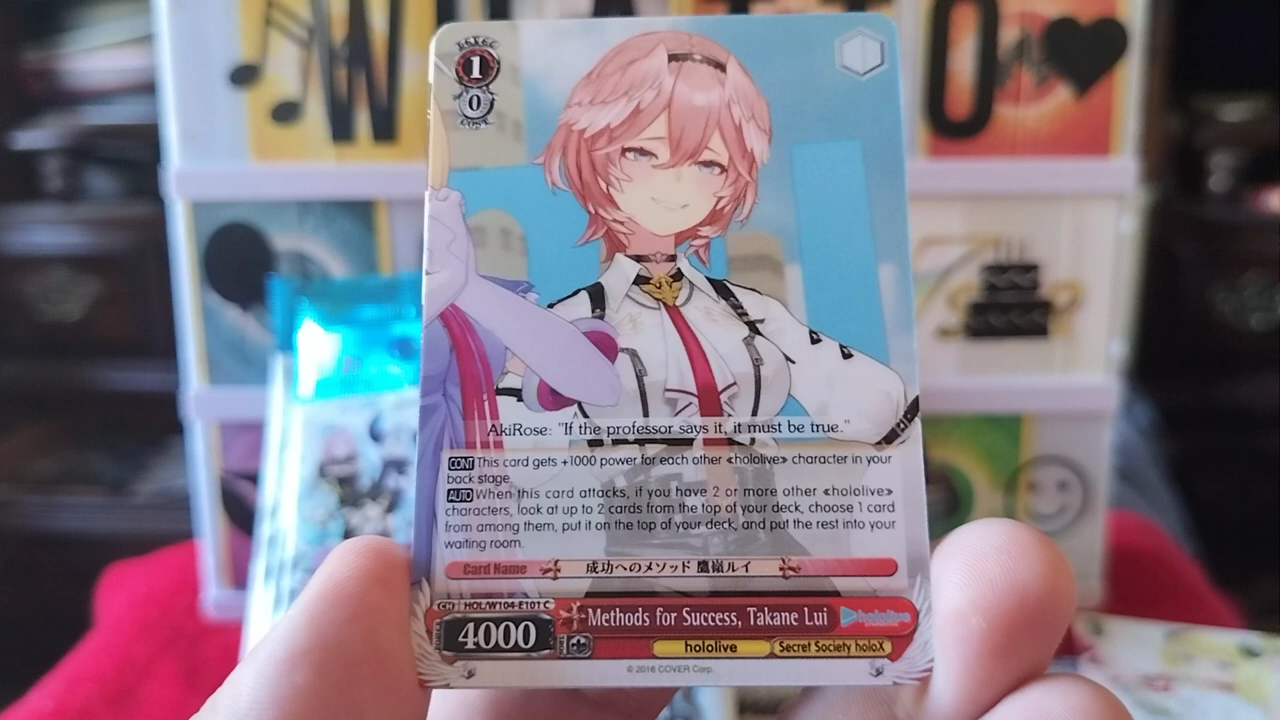 W
O
LEVEL
1
0
COST
AkiRose: "If the professor says it, it must be true."
CONT This card gets +1000 power for each other «hololive» character in your
back stage.
AUTO When this card attacks, if you have 2 or more other «hololive»
characters, look at up to 2 cards from the top of your deck, choose 1 card
from among them, put it on the top of your deck, and put the rest into your
waiting room.
Card Name 成功へのメソッド 鷹嶺ルイ
CH HOL/W104-E101 C
Methods for Success, Takane Lui hololive
4000
hololive Secret Society holoX
© 2016 COVER Corp.